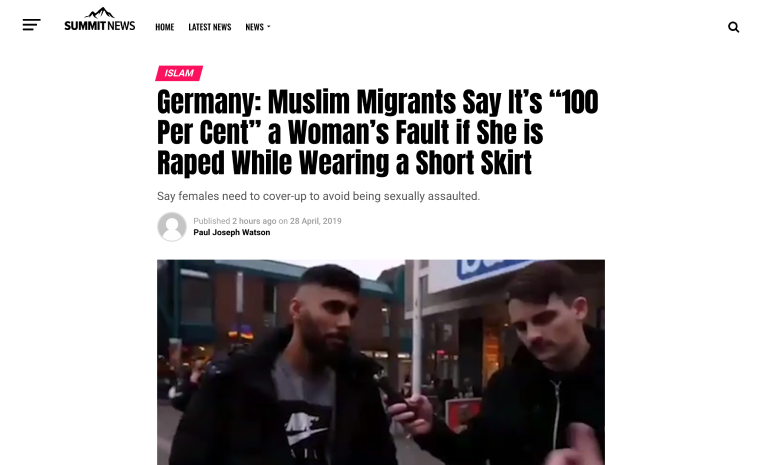 SUMMIT NEWS
HOME LATEST NEWS NEWS
ISLAM
Germany: Muslim Migrants Say It's “100
Per Cent” a Woman's Fault if She is
Raped While Wearing a Short Skirt
Say females need to cover-up to avoid being sexually assaulted.
Published 2 hours ago on 28 April, 2019
Paul Joseph Watson